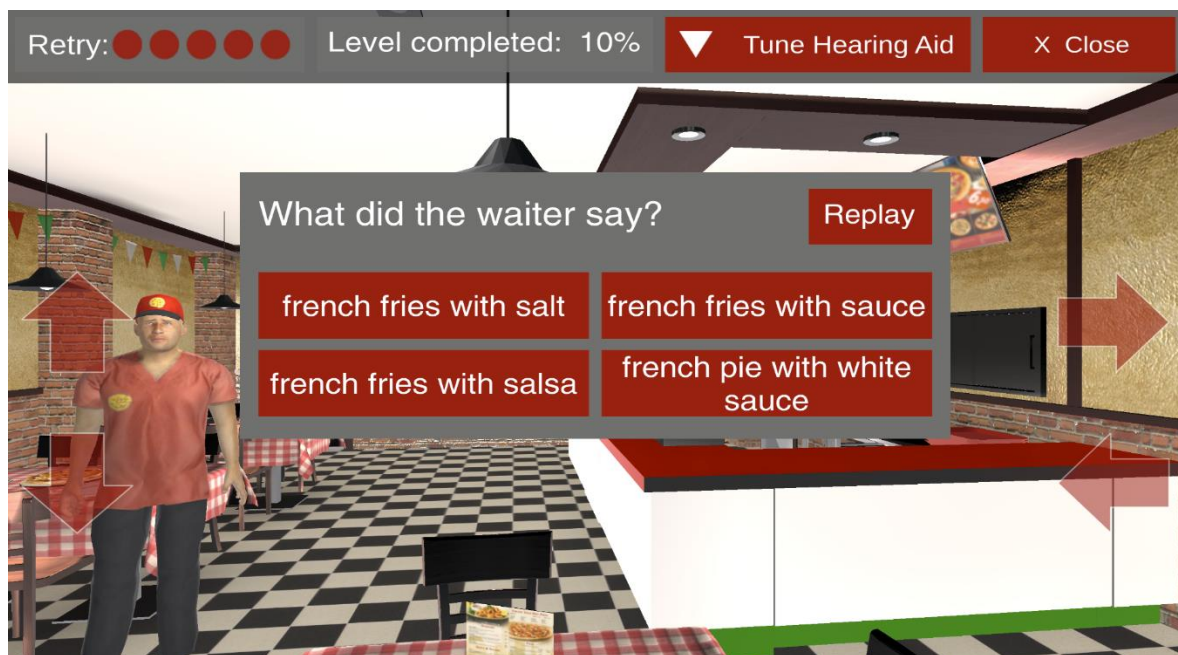 Retry:
Level completed: 10%
Tune Hearing Aid
X Close
What did the waiter say?
Replay
french fries with salt
french fries with sauce
french fries with salsa
french pie with white
sauce